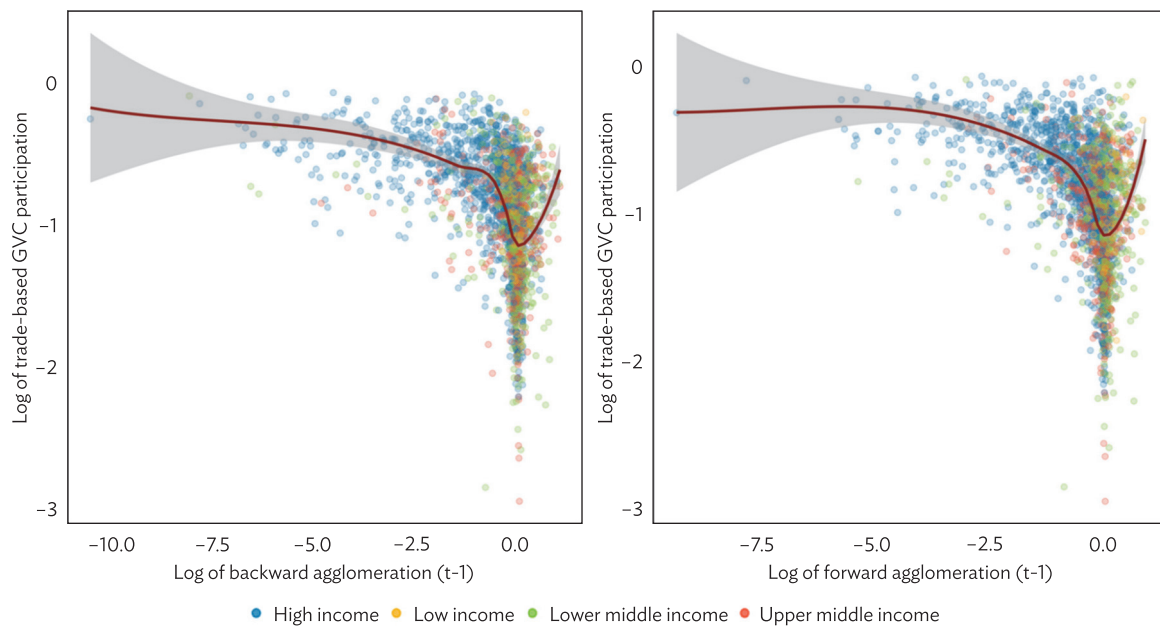 Log of trade-based GVC participation
0
−1
−2
−3
−10.0 −7.5 −5.0 −2.5 0.0
Log of backward agglomeration (t-1)
Log of trade-based GVC participation
0
−1
−2
−3
−7.5 −5.0 −2.5 0.0
Log of forward agglomeration (t-1)
High income Low income Lower middle income Upper middle income